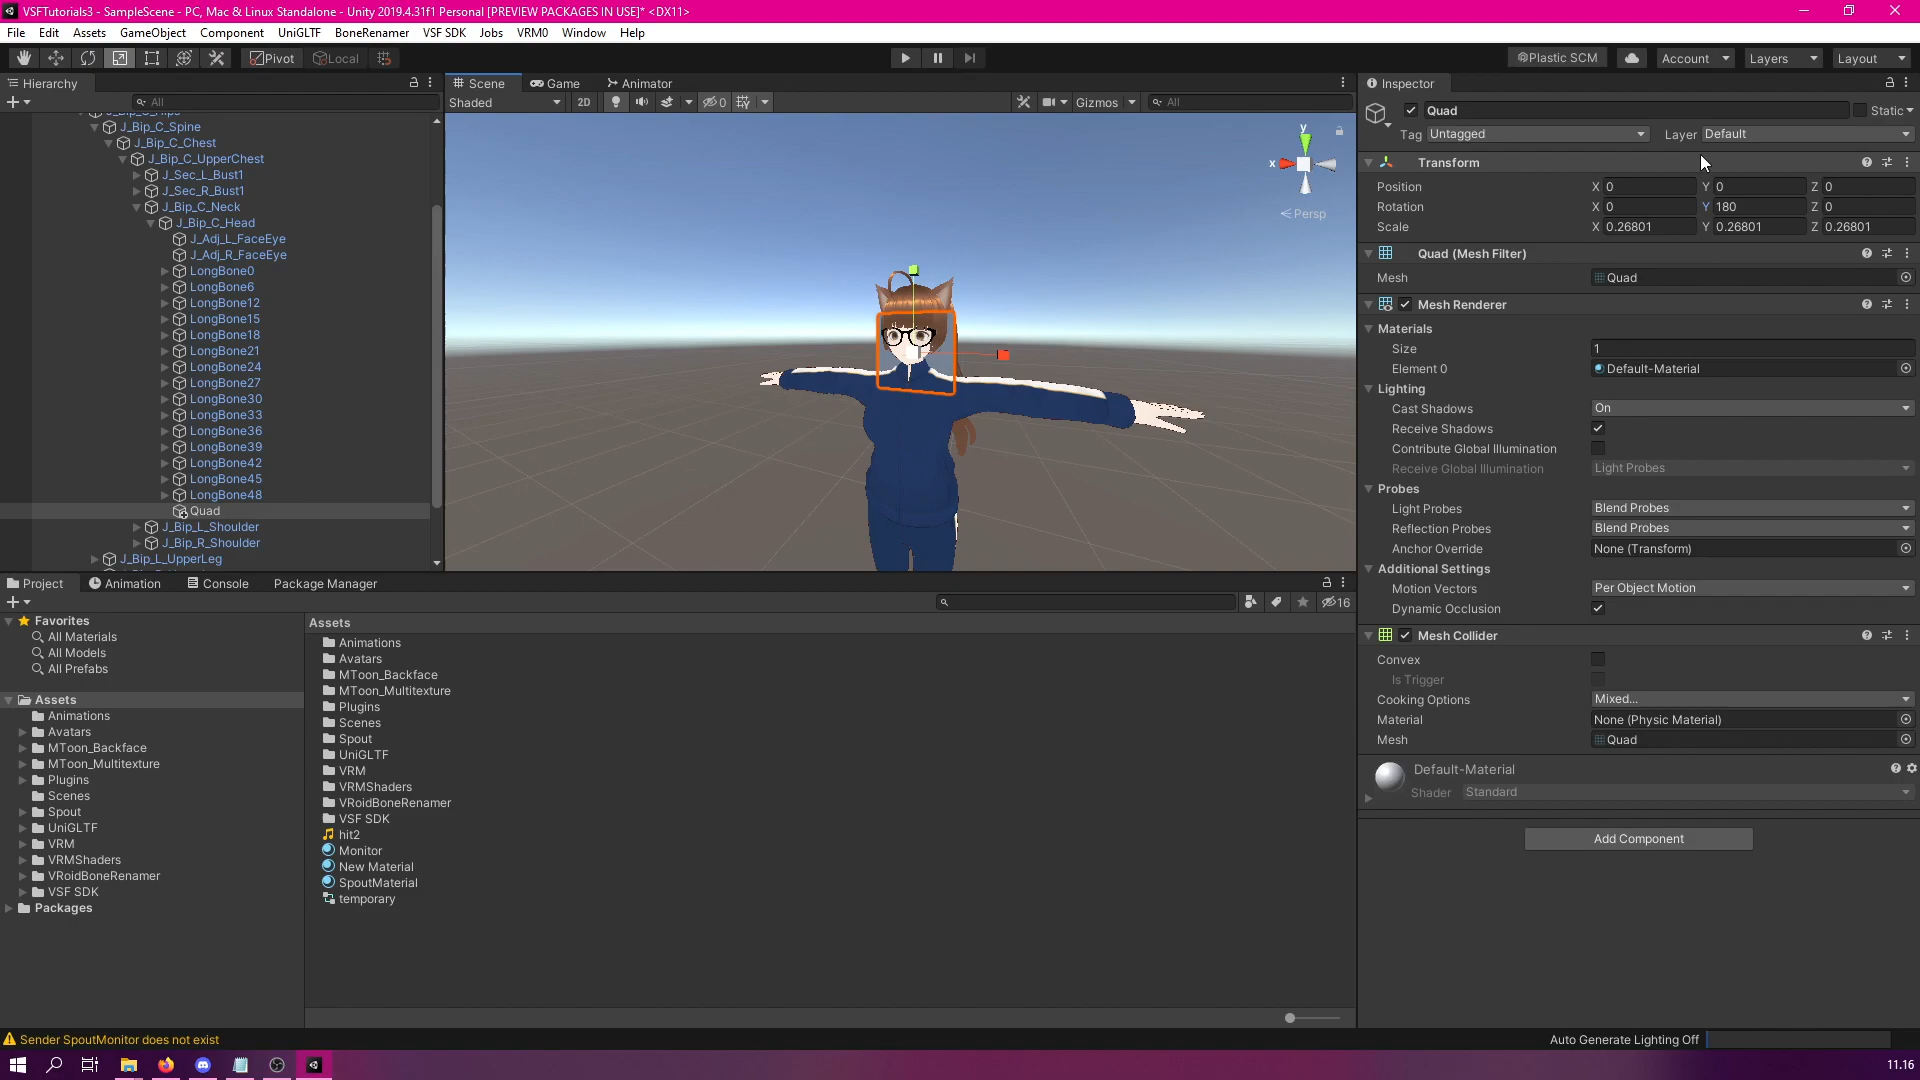 VSFTutorials3 - SampleScene - PC, Mac & Linux Standalone - Unity 2019.4.31f1 Personal [PREVIEW PACKAGES IN USE]* <DX11>
File Edit Assets GameObject Component UniGLTF BoneRenamer VSF SDK Jobs VRM0 Window Help
Pivot Local Plastic SCM Account Layers Layout
Hierarchy
All
J_Bip_C_Spine
J_Bip_C_Chest
J_Bip_C_UpperChest
J_Sec_L_Bust1
J_Sec_R_Bust1
J_Bip_C_Neck
J_Bip_C_Head
J_Adj_L_FaceEye
J_Adj_R_FaceEye
LongBone0
LongBone6
LongBone12
LongBone15
LongBone18
LongBone21
LongBone24
LongBone27
LongBone30
LongBone33
LongBone36
LongBone39
LongBone42
LongBone45
LongBone48
Quad
J_Bip_L_Shoulder
J_Bip_R_Shoulder
J_Bip_L_UpperLeg
Scene Game Animator
Shaded 2D 0 Gizmos All
y
x
Persp
Inspector
Quad Static
Tag Untagged Layer Default
Transform
Position X 0 Y 0 Z 0
Rotation X 0 Y 180 Z 0
Scale X 0.26801 Y 0.26801 Z 0.26801
Quad (Mesh Filter)
Mesh Quad
Mesh Renderer
Materials
Size 1
Element 0 Default-Material
Lighting
Cast Shadows On
Receive Shadows
Contribute Global Illumination
Receive Global Illumination Light Probes
Probes
Light Probes Blend Probes
Reflection Probes Blend Probes
Anchor Override None (Transform)
Additional Settings
Motion Vectors Per Object Motion
Dynamic Occlusion
Mesh Collider
Convex
Is Trigger
Cooking Options Mixed...
Material None (Physic Material)
Mesh Quad
Default-Material
Shader Standard
Add Component
Project Animation Console Package Manager
16
Favorites
All Materials
All Models
All Prefabs
Assets
Animations
Avatars
MToon_Backface
MToon_Multitexture
Plugins
Scenes
Spout
UniGLTF
VRM
VRMShaders
VRoidBoneRenamer
VSF SDK
Packages
Assets
Animations
Avatars
MToon_Backface
MToon_Multitexture
Plugins
Scenes
Spout
UniGLTF
VRM
VRMShaders
VRoidBoneRenamer
VSF SDK
hit2
Monitor
New Material
SpoutMaterial
temporary
Sender SpoutMonitor does not exist
Auto Generate Lighting Off
11.16